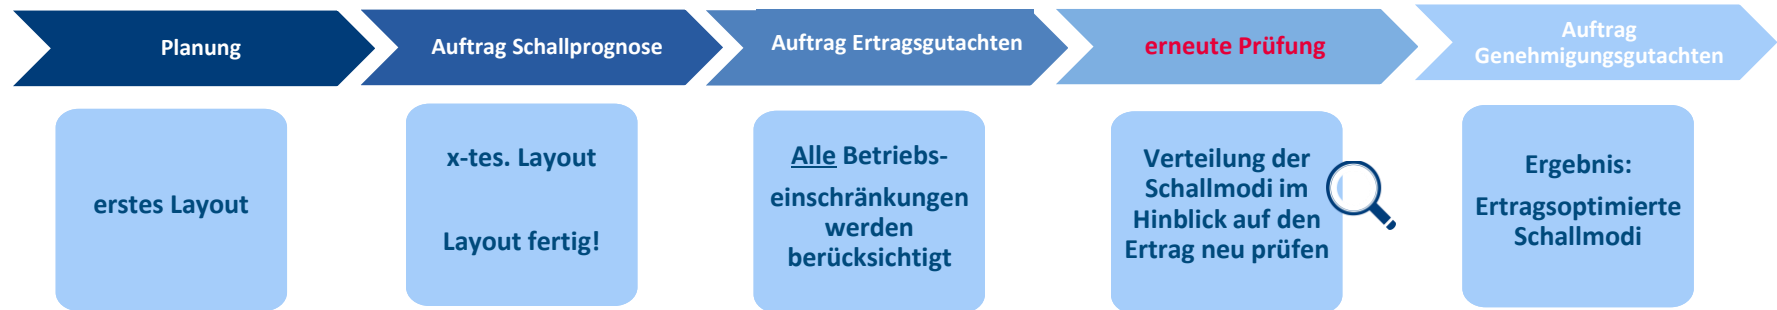 Planung
Auftrag Schallprognose
Auftrag Ertragsgutachten
erneute Prüfung
Auftrag
Genehmigungsgutachten
erstes Layout
x-tes. Layout
Layout fertig!
Alle Betriebs-
einschränkungen
werden
berücksichtigt
Verteilung der
Schallmodi im
Hinblick auf den
Ertrag neu prüfen
Ergebnis:
Ertragsoptimierte
Schallmodi